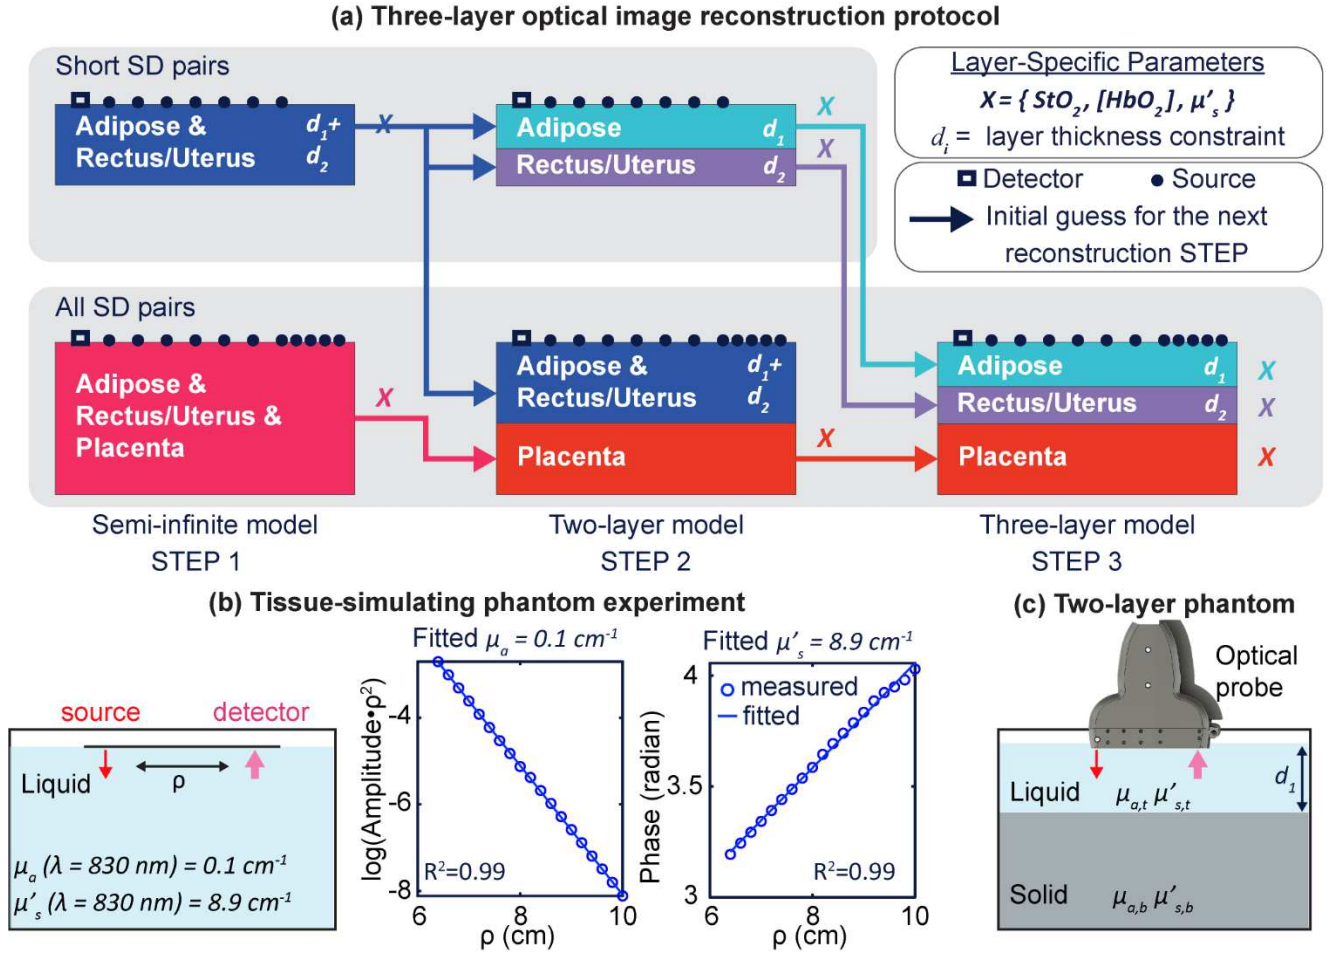 (a) Three-layer optical image reconstruction protocol
Short SD pairs
Adipose &
Rectus/Uterus
d₁+
d₂
X
Adipose
d₁
Rectus/Uterus
d₂
X
X
Layer-Specific Parameters
X = { StO₂, [HbO₂], μ'ₛ }
dᵢ = layer thickness constraint
Detector
Source
Initial guess for the next
reconstruction STEP
All SD pairs
Adipose &
Rectus/Uterus &
Placenta
X
Adipose &
Rectus/Uterus
d₁+
d₂
Placenta
X
Adipose
d₁
X
Rectus/Uterus
d₂
X
Placenta
X
Semi-infinite model
STEP 1
Two-layer model
STEP 2
Three-layer model
STEP 3
(b) Tissue-simulating phantom experiment
source
detector
Liquid
ρ
μₐ (λ = 830 nm) = 0.1 cm⁻¹
μ'ₛ (λ = 830 nm) = 8.9 cm⁻¹
Fitted μₐ = 0.1 cm⁻¹
log(Amplitude•ρ²)
-4
-6
-8
R²=0.99
6
8
10
ρ (cm)
Fitted μ'ₛ = 8.9 cm⁻¹
Phase (radian)
4
3.5
3
measured
fitted
R²=0.99
6
8
10
ρ (cm)
(c) Two-layer phantom
Optical
probe
d₁
Liquid
μₐ,ₜ μ'ₛ,ₜ
Solid
μ_a,b μ'_s,b